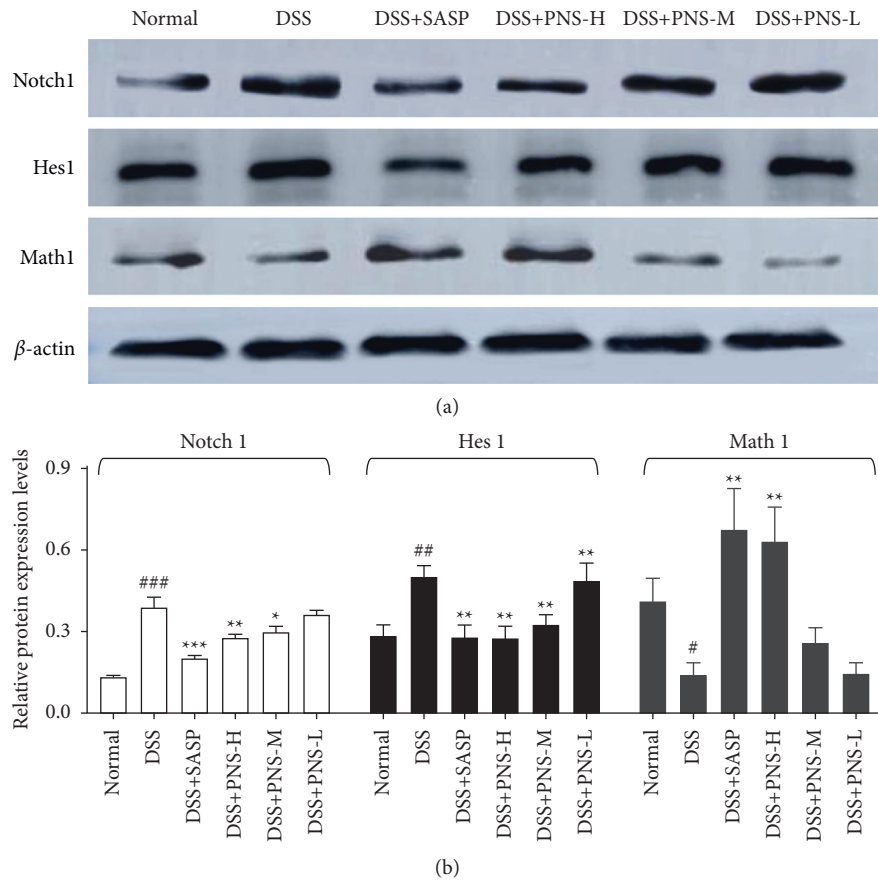 Normal DSS DSS+SASP DSS+PNS-H DSS+PNS-M DSS+PNS-L
Notch1
Hes1
Math1
β-actin
(a)
Notch 1 Hes 1 Math 1
Relative protein expression levels
0.9
0.6
0.3
0.0
### *** ** *
## ** ** ** **
# ** **
Normal DSS DSS+SASP DSS+PNS-H DSS+PNS-M DSS+PNS-L
Normal DSS DSS+SASP DSS+PNS-H DSS+PNS-M DSS+PNS-L
Normal DSS DSS+SASP DSS+PNS-H DSS+PNS-M DSS+PNS-L
(b)